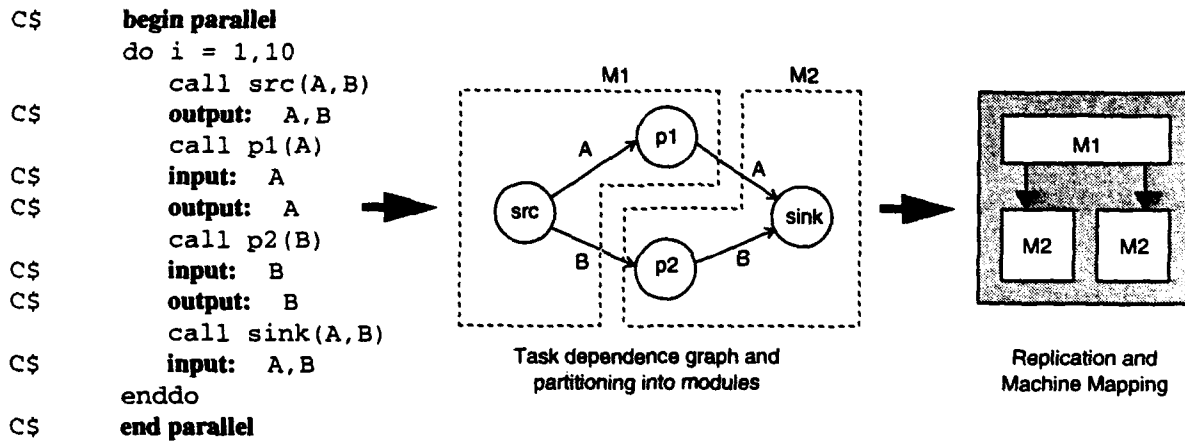 C$ begin parallel
do i = 1,10
call src(A,B)
C$ output: A,B
call p1(A)
C$ input: A
C$ output: A
call p2(B)
C$ input: B
C$ output: B
call sink(A,B)
C$ input: A,B
enddo
C$ end parallel
M1
M2
p1
A
A
src
sink
B
p2
B
Task dependence graph and
partitioning into modules
M1
M2
M2
Replication and
Machine Mapping